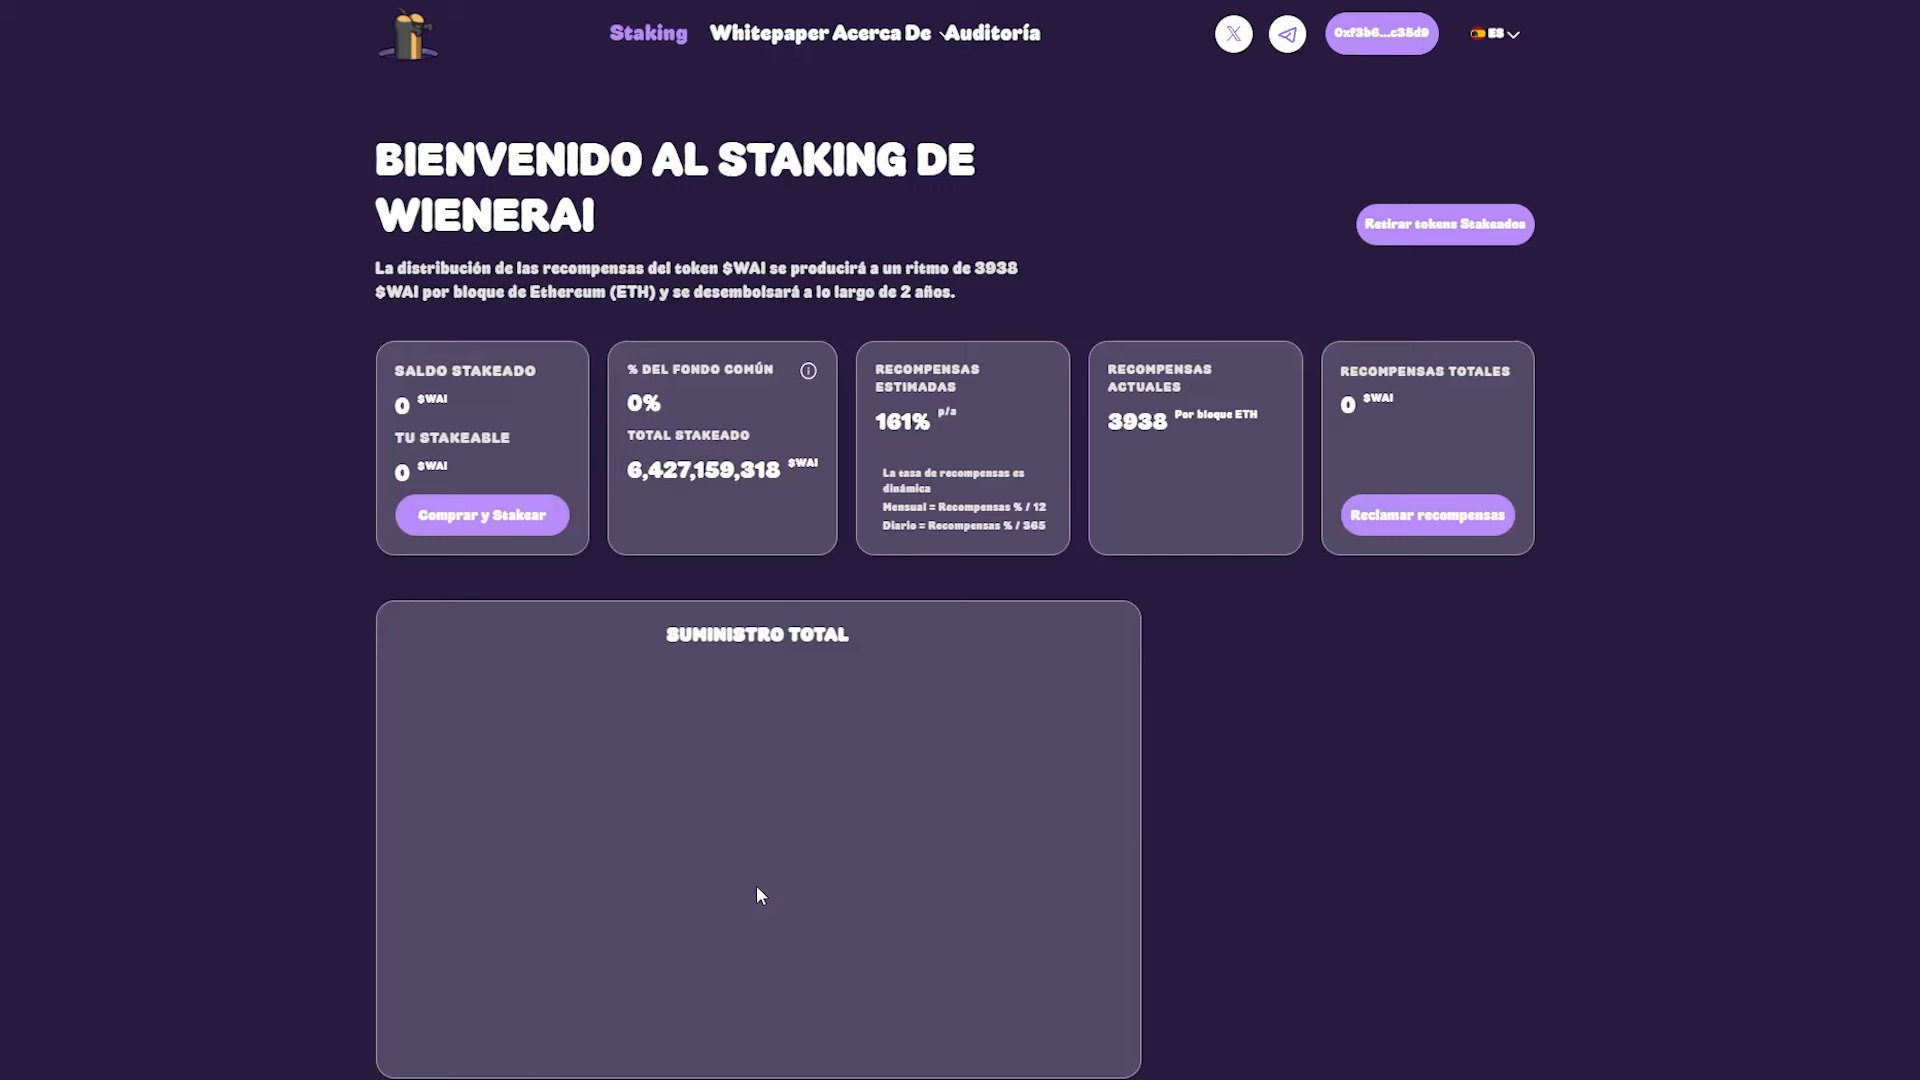 Staking Whitepaper Acerca De Auditoría
0xf3b6...c38d9
ES
BIENVENIDO AL STAKING DE
WIENERAI
Retirar tokens Stakeados
La distribución de las recompensas del token $WAI se producirá a un ritmo de 3938
$WAI por bloque de Ethereum (ETH) y se desembolsará a lo largo de 2 años.
SALDO STAKEADO
0 $WAI
TU STAKEABLE
0 $WAI
Comprar y Stakear
% DEL FONDO COMÚN
0%
TOTAL STAKEADO
6,427,159,318 $WAI
RECOMPENSAS
ESTIMADAS
161% p/a
La tasa de recompensas es
dinámica
Mensual = Recompensas % / 12
Diario = Recompensas % / 365
RECOMPENSAS
ACTUALES
3938 Por bloque ETH
RECOMPENSAS TOTALES
0 $WAI
Reclamar recompensas
SUMINISTRO TOTAL